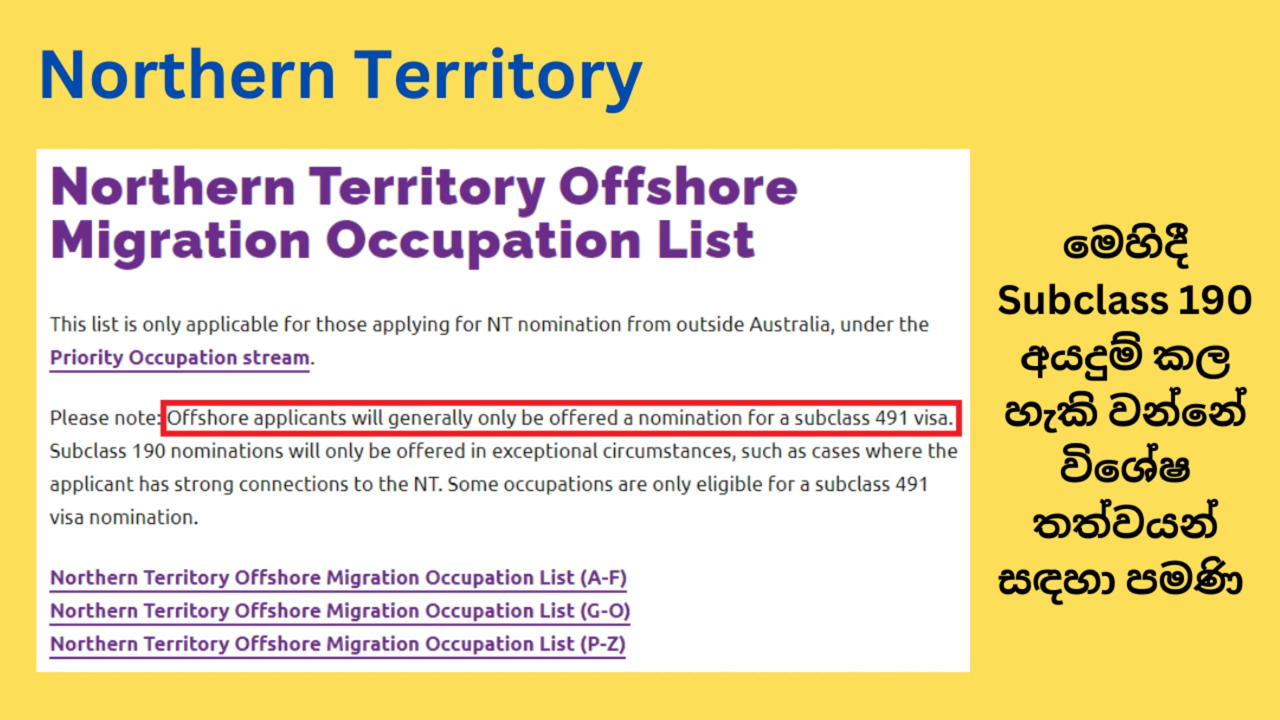 Northern Territory
Northern Territory Offshore
Migration Occupation List
This list is only applicable for those applying for NT nomination from outside Australia, under the
Priority Occupation stream.
Please note: Offshore applicants will generally only be offered a nomination for a subclass 491 visa.
Subclass 190 nominations will only be offered in exceptional circumstances, such as cases where the
applicant has strong connections to the NT. Some occupations are only eligible for a subclass 491
visa nomination.
Northern Territory Offshore Migration Occupation List (A-F)
Northern Territory Offshore Migration Occupation List (G-O)
Northern Territory Offshore Migration Occupation List (P-Z)
මෙහිදී
Subclass 190
අයදුම් කල
හැකි වන්නේ
විශේෂ
තත්වයන්
සඳහා පමණි